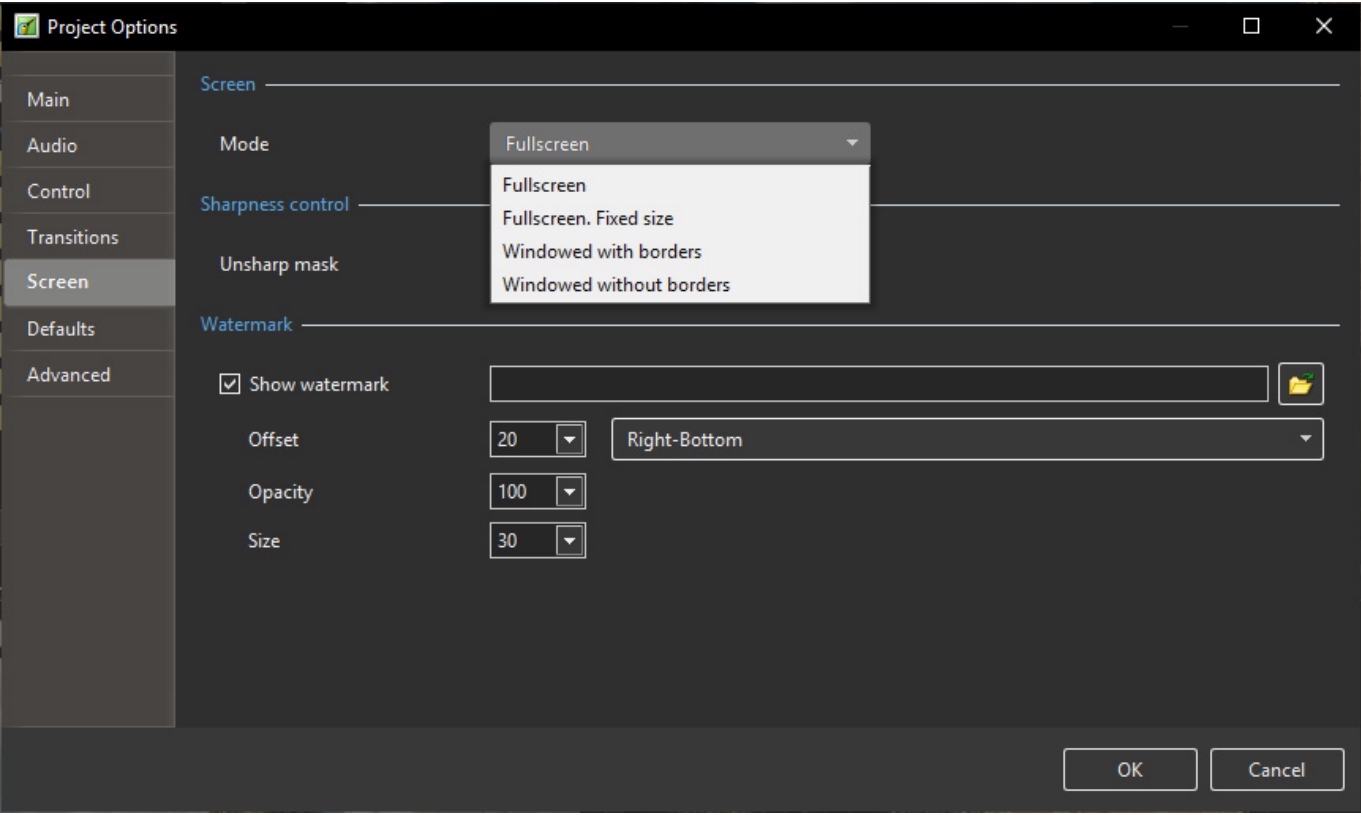 Project Options
Main
Audio
Control
Transitions
Screen
Defaults
Advanced
Screen
Mode
Fullscreen
Fullscreen
Fullscreen. Fixed size
Windowed with borders
Windowed without borders
Sharpness control
Unsharp mask
Watermark
Show watermark
Offset
20
Right-Bottom
Opacity
100
Size
30
OK
Cancel